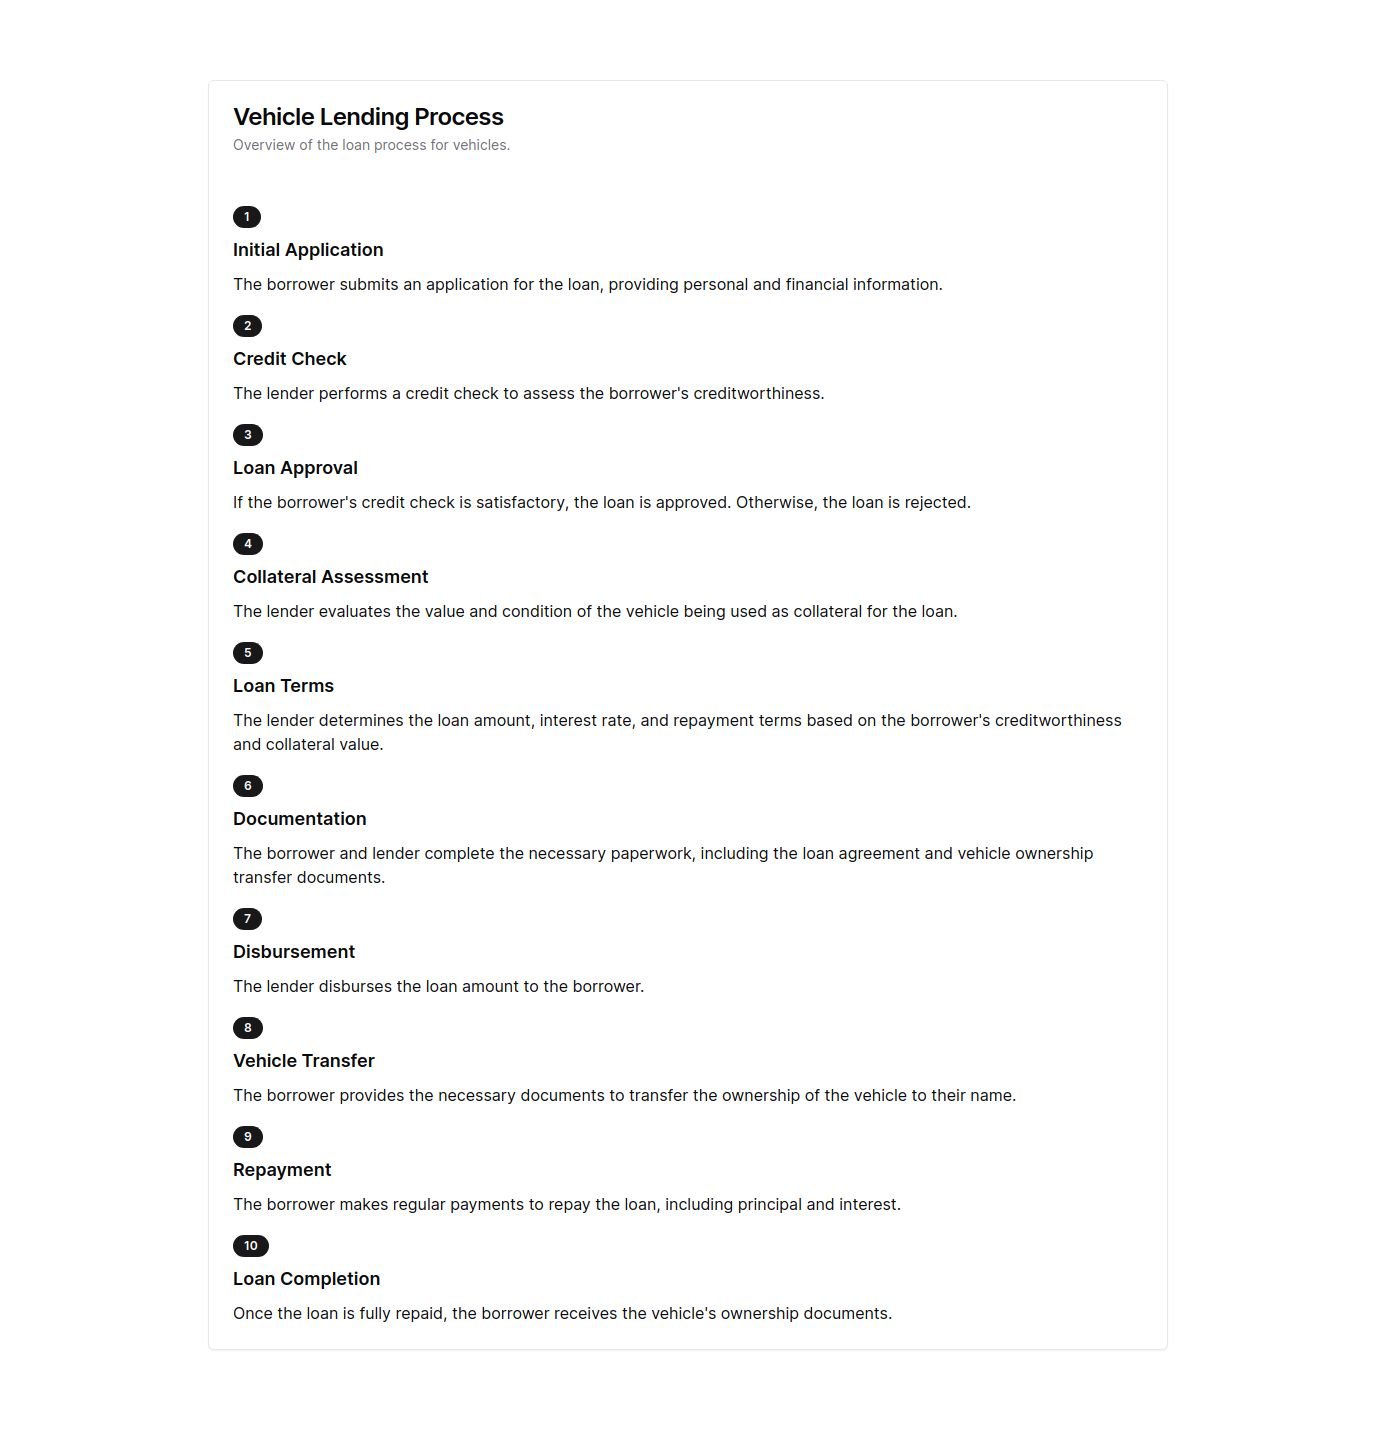 Vehicle Lending Process
Overview of the loan process for vehicles.
1
Initial Application
The borrower submits an application for the loan, providing personal and financial information.
2
Credit Check
The lender performs a credit check to assess the borrower's creditworthiness.
3
Loan Approval
If the borrower's credit check is satisfactory, the loan is approved. Otherwise, the loan is rejected.
4
Collateral Assessment
The lender evaluates the value and condition of the vehicle being used as collateral for the loan.
5
Loan Terms
The lender determines the loan amount, interest rate, and repayment terms based on the borrower's creditworthiness
and collateral value.
6
Documentation
The borrower and lender complete the necessary paperwork, including the loan agreement and vehicle ownership
transfer documents.
7
Disbursement
The lender disburses the loan amount to the borrower.
8
Vehicle Transfer
The borrower provides the necessary documents to transfer the ownership of the vehicle to their name.
9
Repayment
The borrower makes regular payments to repay the loan, including principal and interest.
10
Loan Completion
Once the loan is fully repaid, the borrower receives the vehicle's ownership documents.